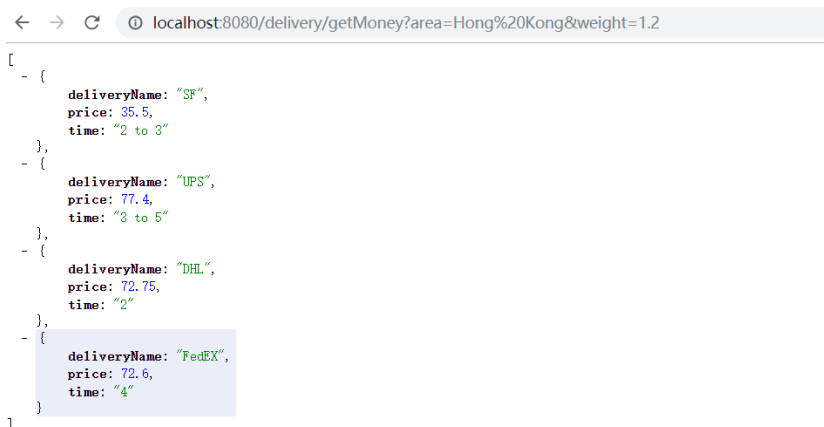 localhost:8080/delivery/getMoney?area=Hong%20Kong&weight=1.2
[
- {
deliveryName: "SF",
price: 35.5,
time: "2 to 3"
},
- {
deliveryName: "UPS",
price: 77.4,
time: "3 to 5"
},
- {
deliveryName: "DHL",
price: 72.75,
time: "2"
},
- {
deliveryName: "FedEX",
price: 72.6,
time: "4"
}
]